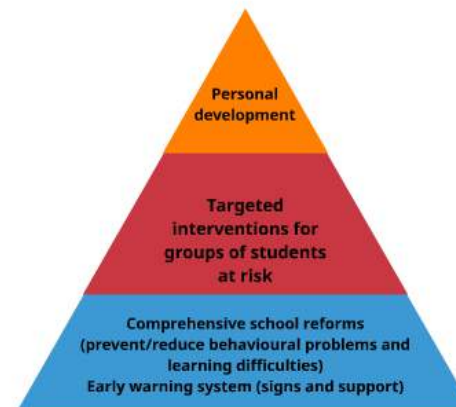 Personal
development
Targeted
interventions for
groups of students
at risk
Comprehensive school reforms
(prevent/reduce behavioural problems and
learning difficulties)
Early warning system (signs and support)